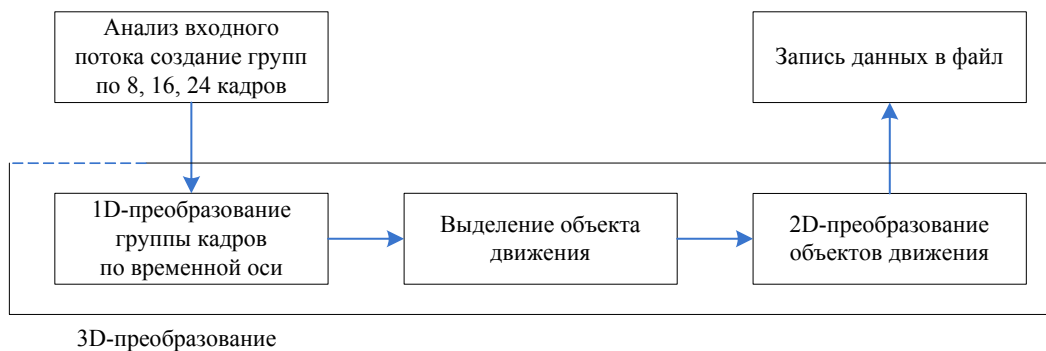 Анализ входного
потока создание групп
по 8, 16, 24 кадров
Запись данных в файл
1D-преобразование
группы кадров
по временной оси
Выделение объекта
движения
2D-преобразование
объектов движения
3D-преобразование